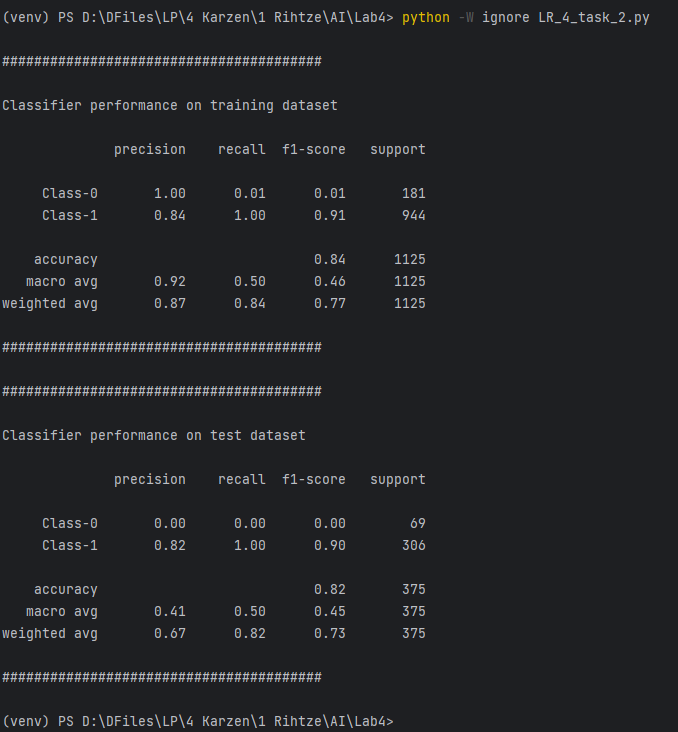 (venv) PS D:\DFiles\LP\4 Karzen\1 Rihtze\AI\Lab4> python -W ignore LR_4_task_2.py
########################################
Classifier performance on training dataset
precision recall f1-score support
Class-0 1.00 0.01 0.01 181
Class-1 0.84 1.00 0.91 944
accuracy 0.84 1125
macro avg 0.92 0.50 0.46 1125
weighted avg 0.87 0.84 0.77 1125
########################################
########################################
Classifier performance on test dataset
precision recall f1-score support
Class-0 0.00 0.00 0.00 69
Class-1 0.82 1.00 0.90 306
accuracy 0.82 375
macro avg 0.41 0.50 0.45 375
weighted avg 0.67 0.82 0.73 375
########################################
(venv) PS D:\DFiles\LP\4 Karzen\1 Rihtze\AI\Lab4>